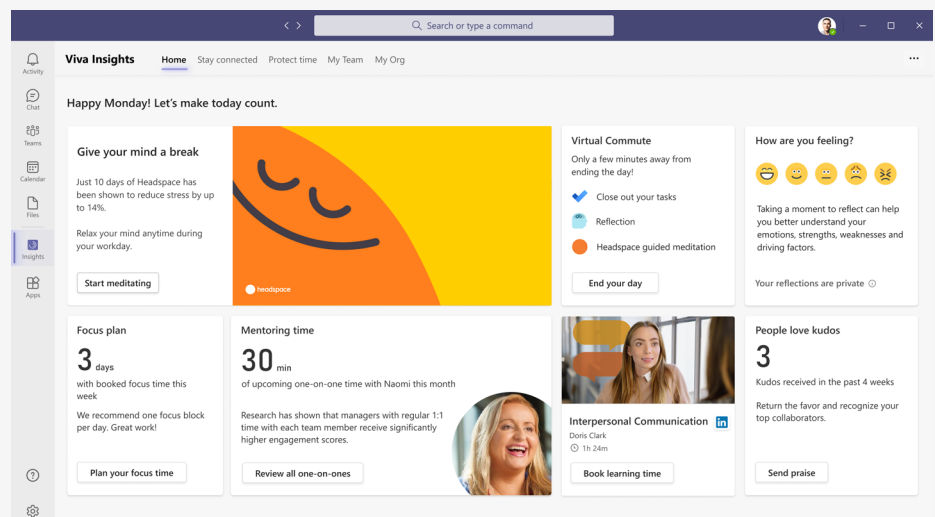 Search or type a command
Activity
Chat
Teams
Calendar
Files
Insights
Apps
Viva Insights
Home
Stay connected
Protect time
My Team
My Org
Happy Monday! Let's make today count.
Give your mind a break
Just 10 days of Headspace has
been shown to reduce stress by up
to 14%.
Relax your mind anytime during
your workday.
Start meditating
headspace
Virtual Commute
Only a few minutes away from
ending the day!
Close out your tasks
Reflection
Headspace guided meditation
End your day
How are you feeling?
Taking a moment to reflect can help
you better understand your
emotions, strengths, weaknesses and
driving factors.
Your reflections are private
Focus plan
3 days
with booked focus time this
week
We recommend one focus block
per day. Great work!
Plan your focus time
Mentoring time
30 min
of upcoming one-on-one time with Naomi this month
Research has shown that managers with regular 1:1
time with each team member receive significantly
higher engagement scores.
Review all one-on-ones
Interpersonal Communication
in
Doris Clark
1h 24m
Book learning time
People love kudos
3
Kudos received in the past 4 weeks
Return the favor and recognize your
top collaborators.
Send praise